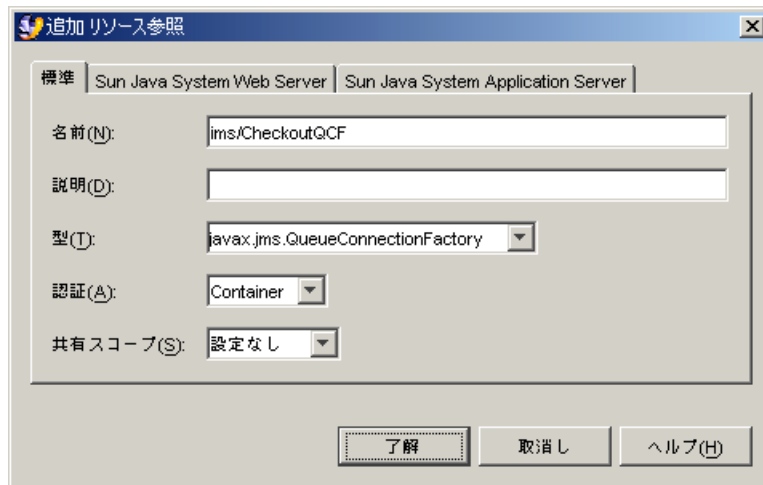 追加 リソース参照
標準 Sun Java System Web Server Sun Java System Application Server
名前(N): jms/CheckoutQCF
説明(D):
型(T): javax.jms.QueueConnectionFactory
認証(A): Container
共有スコープ(S): 設定なし
了解 取消し ヘルプ(H)